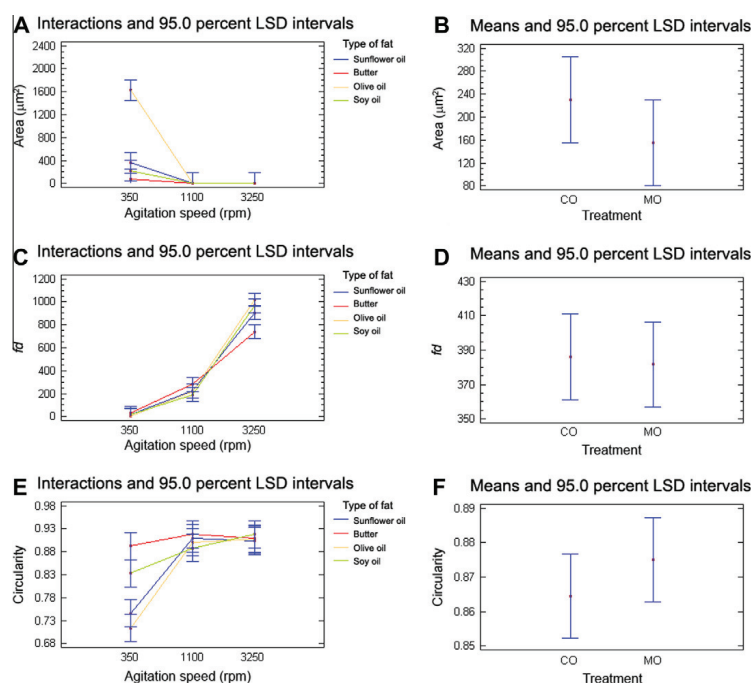 A Interactions and 95.0 percent LSD intervals
Area (µm²)
2400
2000
1600
1200
800
400
0
350 1100 3250
Agitation speed (rpm)
Type of fat
Sunflower oil
Butter
Olive oil
Soy oil
B Means and 95.0 percent LSD intervals
Area (µm²)
320
280
240
200
160
120
80
CO MO
Treatment
C Interactions and 95.0 percent LSD intervals
fd
1200
1000
800
600
400
200
0
350 1100 3250
Agitation speed (rpm)
Type of fat
Sunflower oil
Butter
Olive oil
Soy oil
D Means and 95.0 percent LSD intervals
fd
430
410
390
370
350
CO MO
Treatment
E Interactions and 95.0 percent LSD intervals
Circularity
0.98
0.93
0.88
0.83
0.78
0.73
0.68
350 1100 3250
Agitation speed (rpm)
Type of fat
Sunflower oil
Butter
Olive oil
Soy oil
F Means and 95.0 percent LSD intervals
Circularity
0.89
0.88
0.87
0.86
0.85
CO MO
Treatment